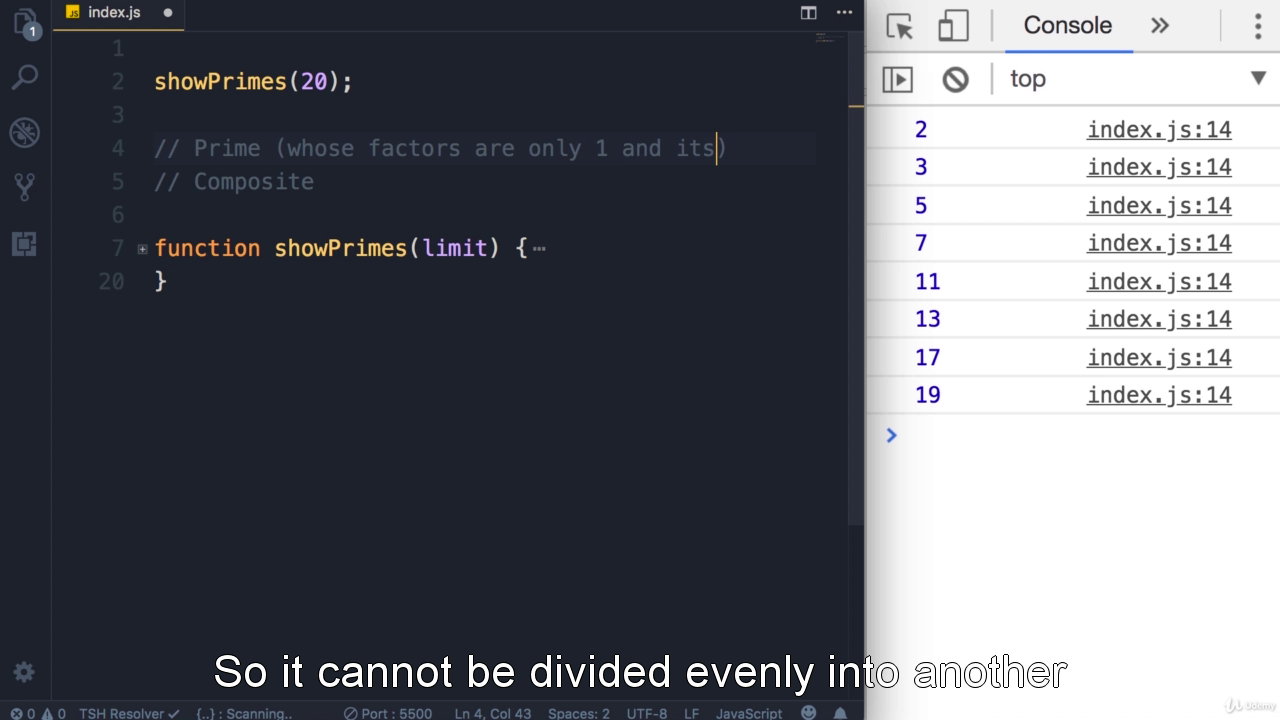 JS index.js
1
1
2 showPrimes(20);
3
4 // Prime (whose factors are only 1 and its)
5 // Composite
6
7 function showPrimes(limit) {
20 }
Console
top
2 index.js:14
3 index.js:14
5 index.js:14
7 index.js:14
11 index.js:14
13 index.js:14
17 index.js:14
19 index.js:14
So it cannot be divided evenly into another
0 0 TSH Resolver {..} : Scanning.. Port : 5500 Ln 4, Col 43 Spaces: 2 UTF-8 LF JavaScript
Udemy